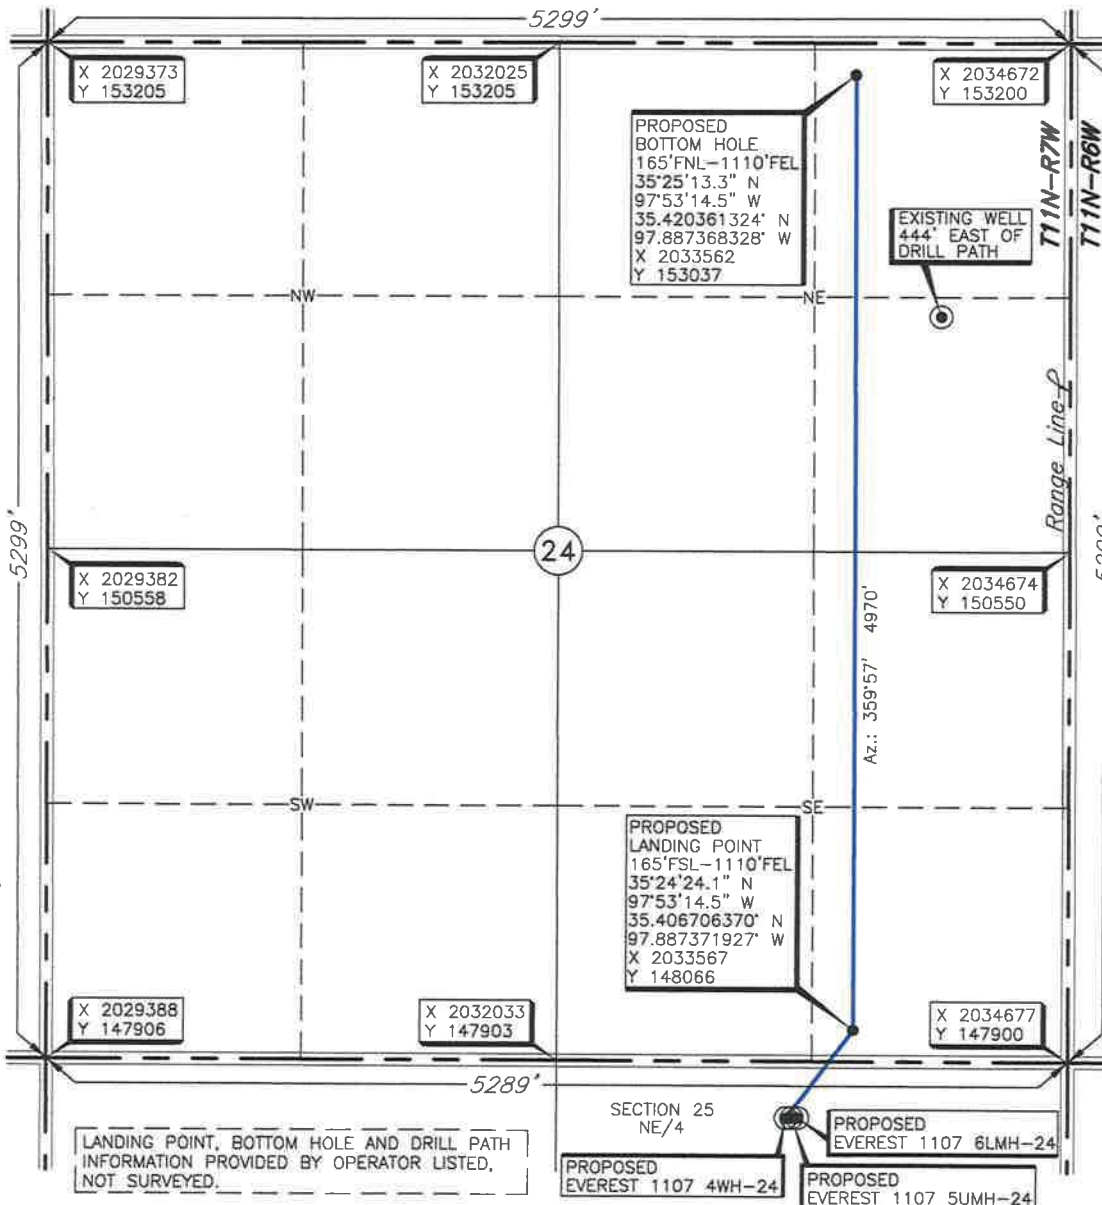 5299'
X 2029373
Y 153205
X 2032025
Y 153205
X 2034672
Y 153200
PROPOSED
BOTTOM HOLE
165'FNL-1110'FEL
35°25'13.3" N
97°53'14.5" W
35.420361324° N
97.887368328° W
X 2033562
Y 153037
T11N-R7W
T11N-R6W
EXISTING WELL
444' EAST OF
DRILL PATH
NW
NE
Range Line
5299'
24
X 2029382
Y 150558
X 2034674
Y 150550
Az.: 359°57' 4970'
SW
SE
PROPOSED
LANDING POINT
165'FSL-1110'FEL
35°24'24.1" N
97°53'14.5" W
35.406706370° N
97.887371927° W
X 2033567
Y 148066
X 2029388
Y 147906
X 2032033
Y 147903
X 2034677
Y 147900
5289'
SECTION 25
NE/4
LANDING POINT, BOTTOM HOLE AND DRILL PATH
INFORMATION PROVIDED BY OPERATOR LISTED,
NOT SURVEYED.
PROPOSED
EVEREST 1107 6LMH-24
PROPOSED
EVEREST 1107 4WH-24
PROPOSED
EVEREST 1107 5UMH-24